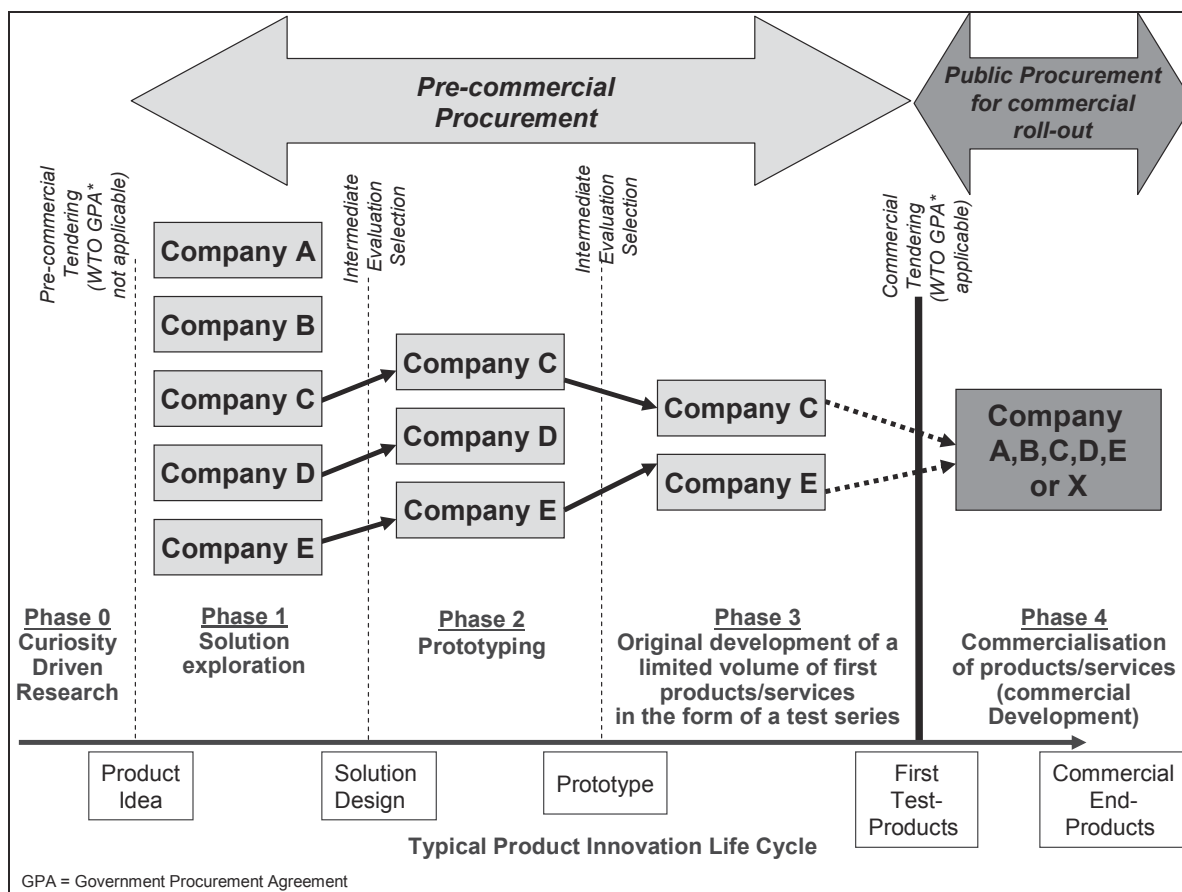 Pre-commercial
Procurement
Public Procurement
for commercial
roll-out
Pre-commercial
Tendering
(WTO GPA*
not applicable)
Intermediate
Evaluation
Selection
Intermediate
Evaluation
Selection
Commercial
Tendering
(WTO GPA*
applicable)
Company A
Company B
Company C
Company D
Company E
Company C
Company D
Company E
Company C
Company E
Company
A,B,C,D,E
or X
Phase 0
Curiosity
Driven
Research
Phase 1
Solution
exploration
Phase 2
Prototyping
Phase 3
Original development of a
limited volume of first
products/services
in the form of a test series
Phase 4
Commercialisation
of products/services
(commercial
Development)
Product
Idea
Solution
Design
Prototype
First
Test-
Products
Commercial
End-
Products
Typical Product Innovation Life Cycle
GPA = Government Procurement Agreement